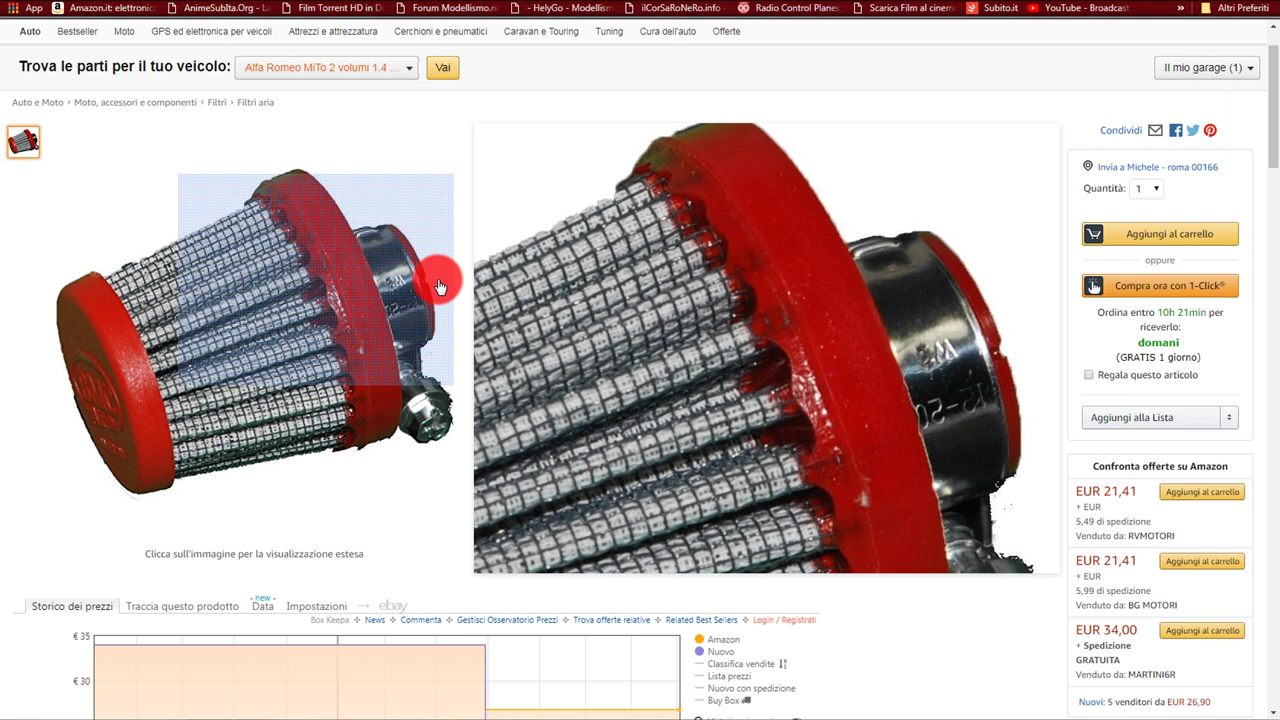 App
Amazon.it: elettronica
AnimeSubIta.Org - La
Film Torrent HD in D
Forum Modellismo.ne
- HelyGo - Modellism
ilCorSaRoNeRo.info -
Radio Control Planes,
Scarica Film al cinem
Subito.it
YouTube - Broadcast
»
Altri Preferiti
Auto Bestseller Moto GPS ed elettronica per veicoli Attrezzi e attrezzatura Cerchioni e pneumatici Caravan e Touring Tuning Cura dell'auto Offerte
Trova le parti per il tuo veicolo: Alfa Romeo MiTo 2 volumi 1.4 ... Vai
Il mio garage (1)
Auto e Moto › Moto, accessori e componenti › Filtri › Filtri aria
Clicca sull'immagine per la visualizzazione estesa
Condividi
Invia a Michele - roma 00166
Quantità: 1
Aggiungi al carrello
oppure
Compra ora con 1-Click®
Ordina entro 10h 21min per
riceverlo:
domani
(GRATIS 1 giorno)
Regala questo articolo
Aggiungi alla Lista
Confronta offerte su Amazon
EUR 21,41 Aggiungi al carrello
+ EUR
5,49 di spedizione
Venduto da: RVMOTORI
EUR 21,41 Aggiungi al carrello
+ EUR
5,99 di spedizione
Venduto da: BG MOTORI
EUR 34,00 Aggiungi al carrello
+ Spedizione
GRATUITA
Venduto da: MARTINI6R
Nuovi: 5 venditori da EUR 26,90
Storico dei prezzi Traccia questo prodotto Data new Impostazioni → ebay
Box Keepa News Commenta Gestisci Osservatorio Prezzi Trova offerte relative Related Best Sellers Login / Registrati
€ 35
€ 30
Amazon
Nuovo
Classifica vendite
Lista prezzi
Nuovo con spedizione
Buy Box